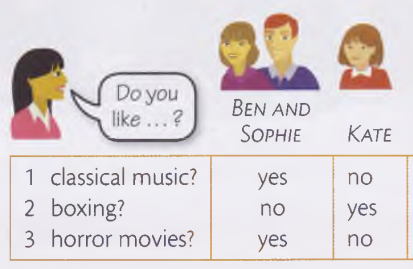 Do you
like ... ?
BEN AND
SOPHIE
KATE
1 classical music? yes no
2 boxing? no yes
3 horror movies? yes no